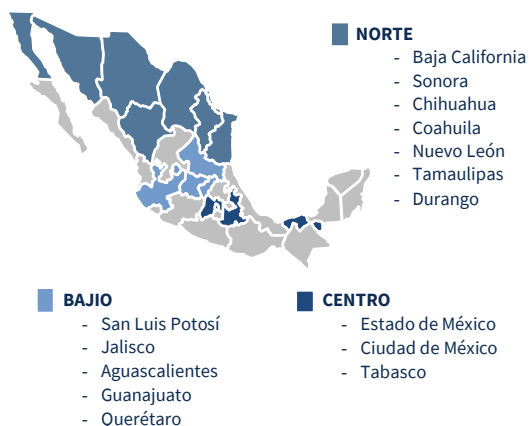 NORTE
- Baja California
- Sonora
- Chihuahua
- Coahuila
- Nuevo León
- Tamaulipas
- Durango
BAJIO
- San Luis Potosí
- Jalisco
- Aguascalientes
- Guanajuato
- Querétaro
CENTRO
- Estado de México
- Ciudad de México
- Tabasco